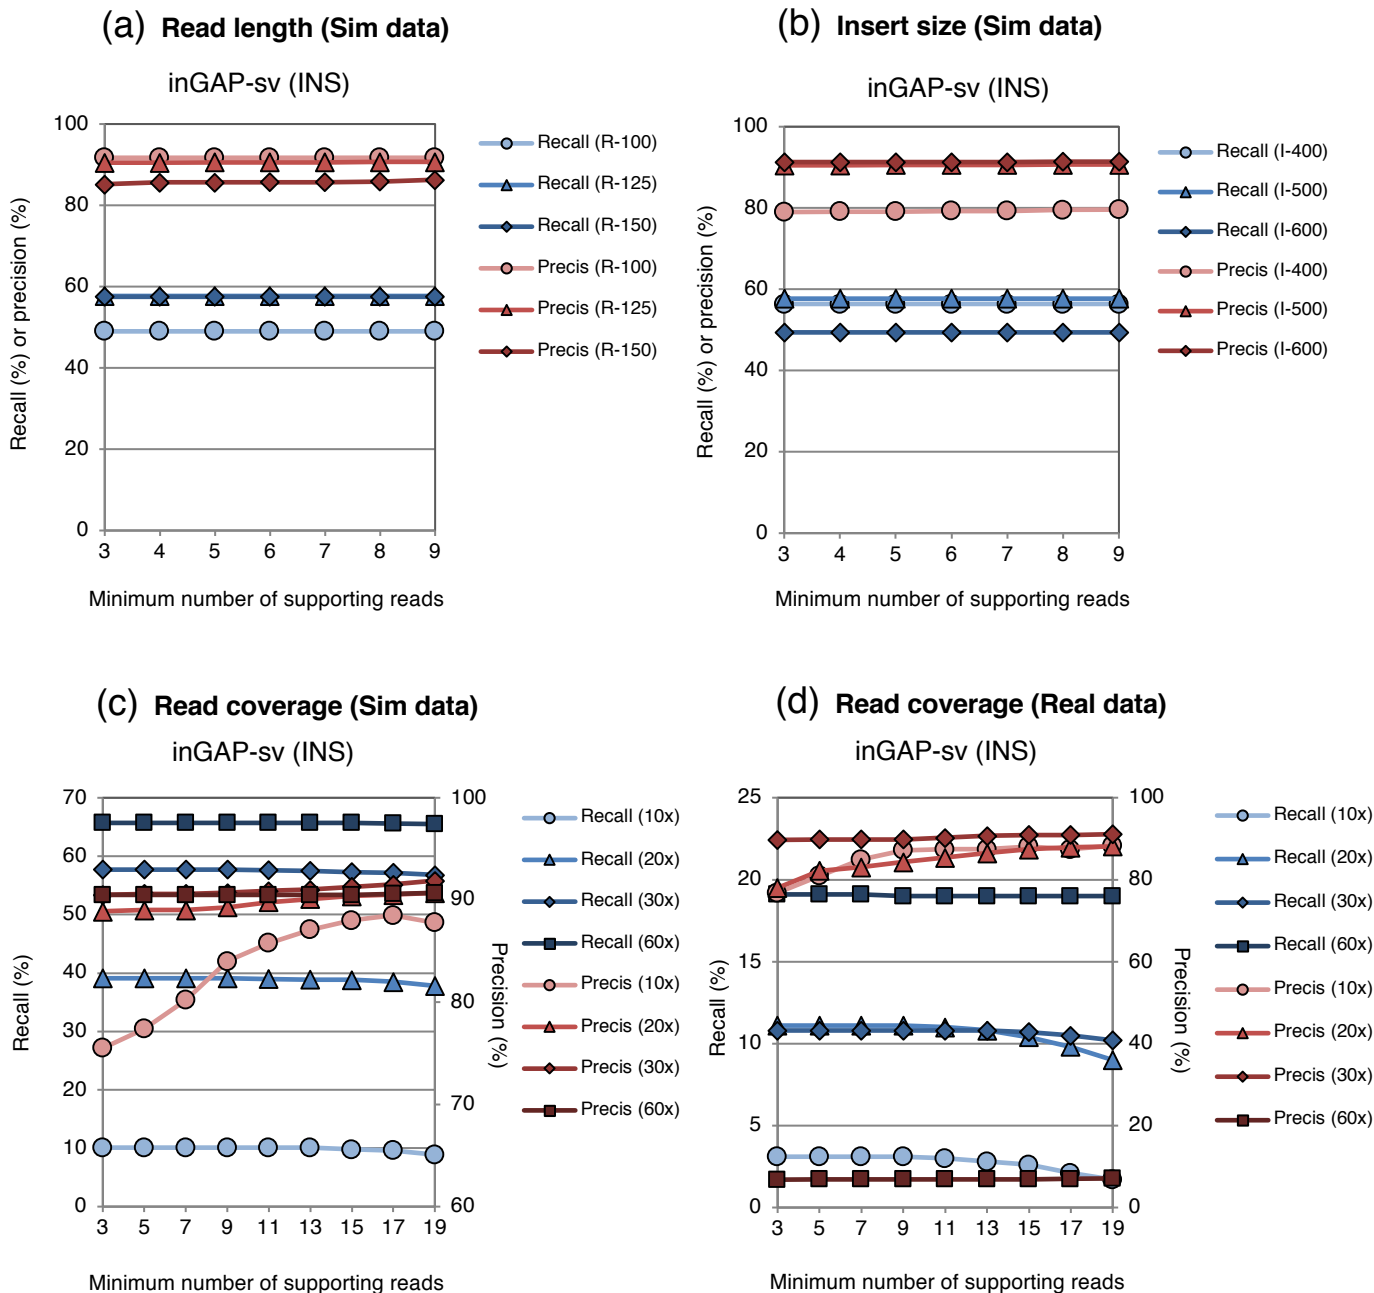 (a) Read length (Sim data)
inGAP-sv (INS)
Recall (%) or precision (%)
100
80
60
40
20
0
3 4 5 6 7 8 9
Minimum number of supporting reads
Recall (R-100)
Recall (R-125)
Recall (R-150)
Precis (R-100)
Precis (R-125)
Precis (R-150)
(b) Insert size (Sim data)
inGAP-sv (INS)
Recall (%) or precision (%)
100
80
60
40
20
0
3 4 5 6 7 8 9
Minimum number of supporting reads
Recall (I-400)
Recall (I-500)
Recall (I-600)
Precis (I-400)
Precis (I-500)
Precis (I-600)
(c) Read coverage (Sim data)
inGAP-sv (INS)
Recall (%)
70
60
50
40
30
20
10
0
100
90
80
70
60
Precision (%)
3 5 7 9 11 13 15 17 19
Minimum number of supporting reads
Recall (10x)
Recall (20x)
Recall (30x)
Recall (60x)
Precis (10x)
Precis (20x)
Precis (30x)
Precis (60x)
(d) Read coverage (Real data)
inGAP-sv (INS)
Recall (%)
25
20
15
10
5
0
100
80
60
40
20
0
Precision (%)
3 5 7 9 11 13 15 17 19
Minimum number of supporting reads
Recall (10x)
Recall (20x)
Recall (30x)
Recall (60x)
Precis (10x)
Precis (20x)
Precis (30x)
Precis (60x)